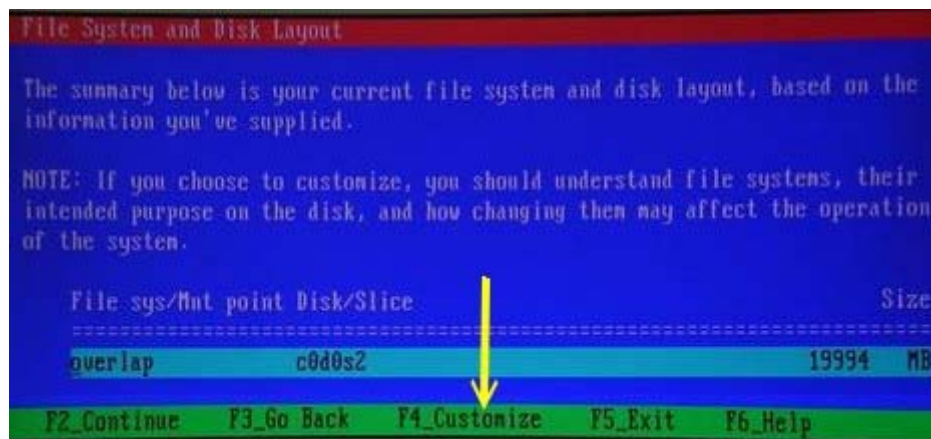 File System and Disk Layout
The summary below is your current file system and disk layout, based on the
information you've supplied.
NOTE: If you choose to customize, you should understand file systems, their
intended purpose on the disk, and how changing them may affect the operation
of the system.
File sys/Mnt point Disk/Slice Size
==========================================================================
overlap c0d0s2 19994 MB
F2_Continue F3_Go Back F4_Customize F5_Exit F6_Help